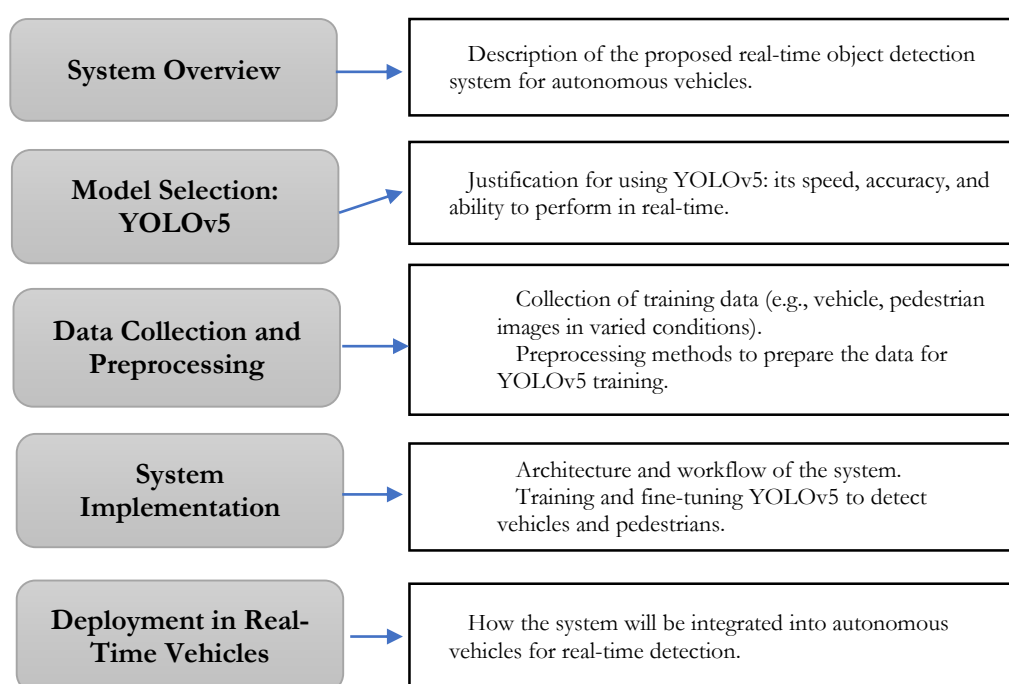 System Overview
Description of the proposed real-time object detection
system for autonomous vehicles.
Model Selection:
YOLOv5
Justification for using YOLOv5: its speed, accuracy, and
ability to perform in real-time.
Data Collection and
Preprocessing
Collection of training data (e.g., vehicle, pedestrian
images in varied conditions).
Preprocessing methods to prepare the data for
YOLOv5 training.
System
Implementation
Architecture and workflow of the system.
Training and fine-tuning YOLOv5 to detect
vehicles and pedestrians.
Deployment in Real-
Time Vehicles
How the system will be integrated into autonomous
vehicles for real-time detection.